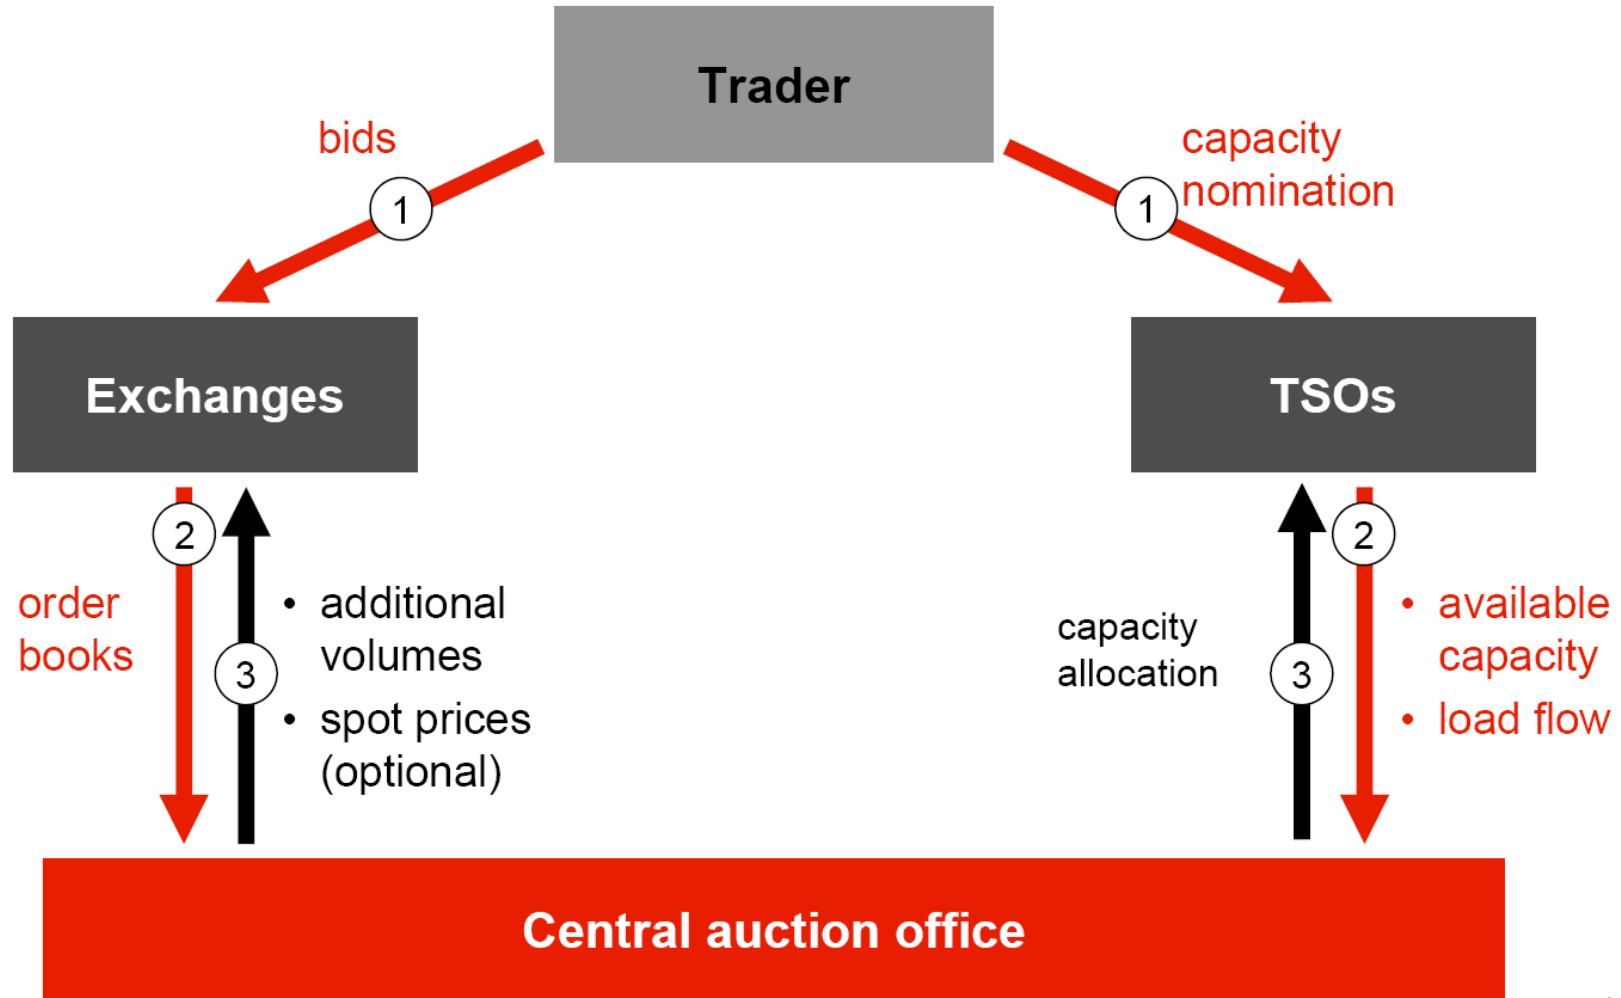 Trader
bids
capacity
nomination
1
1
Exchanges
TSOs
2
2
order
books
• additional
volumes
• spot prices
(optional)
3
capacity
allocation
3
• available
capacity
• load flow
Central auction office